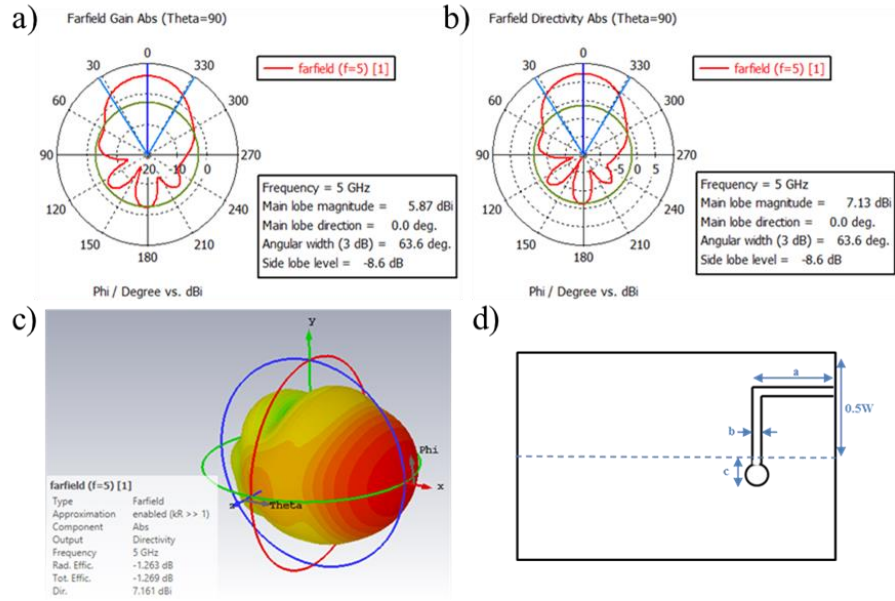 a)
Farfield Gain Abs (Theta=90)
0
30
330
farfield (f=5) [1]
60
300
90
-20
-10
0
270
120
240
150
210
180
Frequency = 5 GHz
Main lobe magnitude = 5.87 dBi
Main lobe direction = 0.0 deg.
Angular width (3 dB) = 63.6 deg.
Side lobe level = -8.6 dB
Phi / Degree vs. dBi
b)
Farfield Directivity Abs (Theta=90)
0
30
330
farfield (f=5) [1]
60
300
90
-5
0
5
270
120
240
150
210
180
Frequency = 5 GHz
Main lobe magnitude = 7.13 dBi
Main lobe direction = 0.0 deg.
Angular width (3 dB) = 63.6 deg.
Side lobe level = -8.6 dB
Phi / Degree vs. dBi
c)
y
Phi
x
z
Theta
farfield (f=5) [1]
Type Farfield
Approximation enabled (kR >> 1)
Component Abs
Output Directivity
Frequency 5 GHz
Rad. Effic. -1.263 dB
Tot. Effic. -1.269 dB
Dir. 7.161 dBi
d)
a
0.5W
b
c